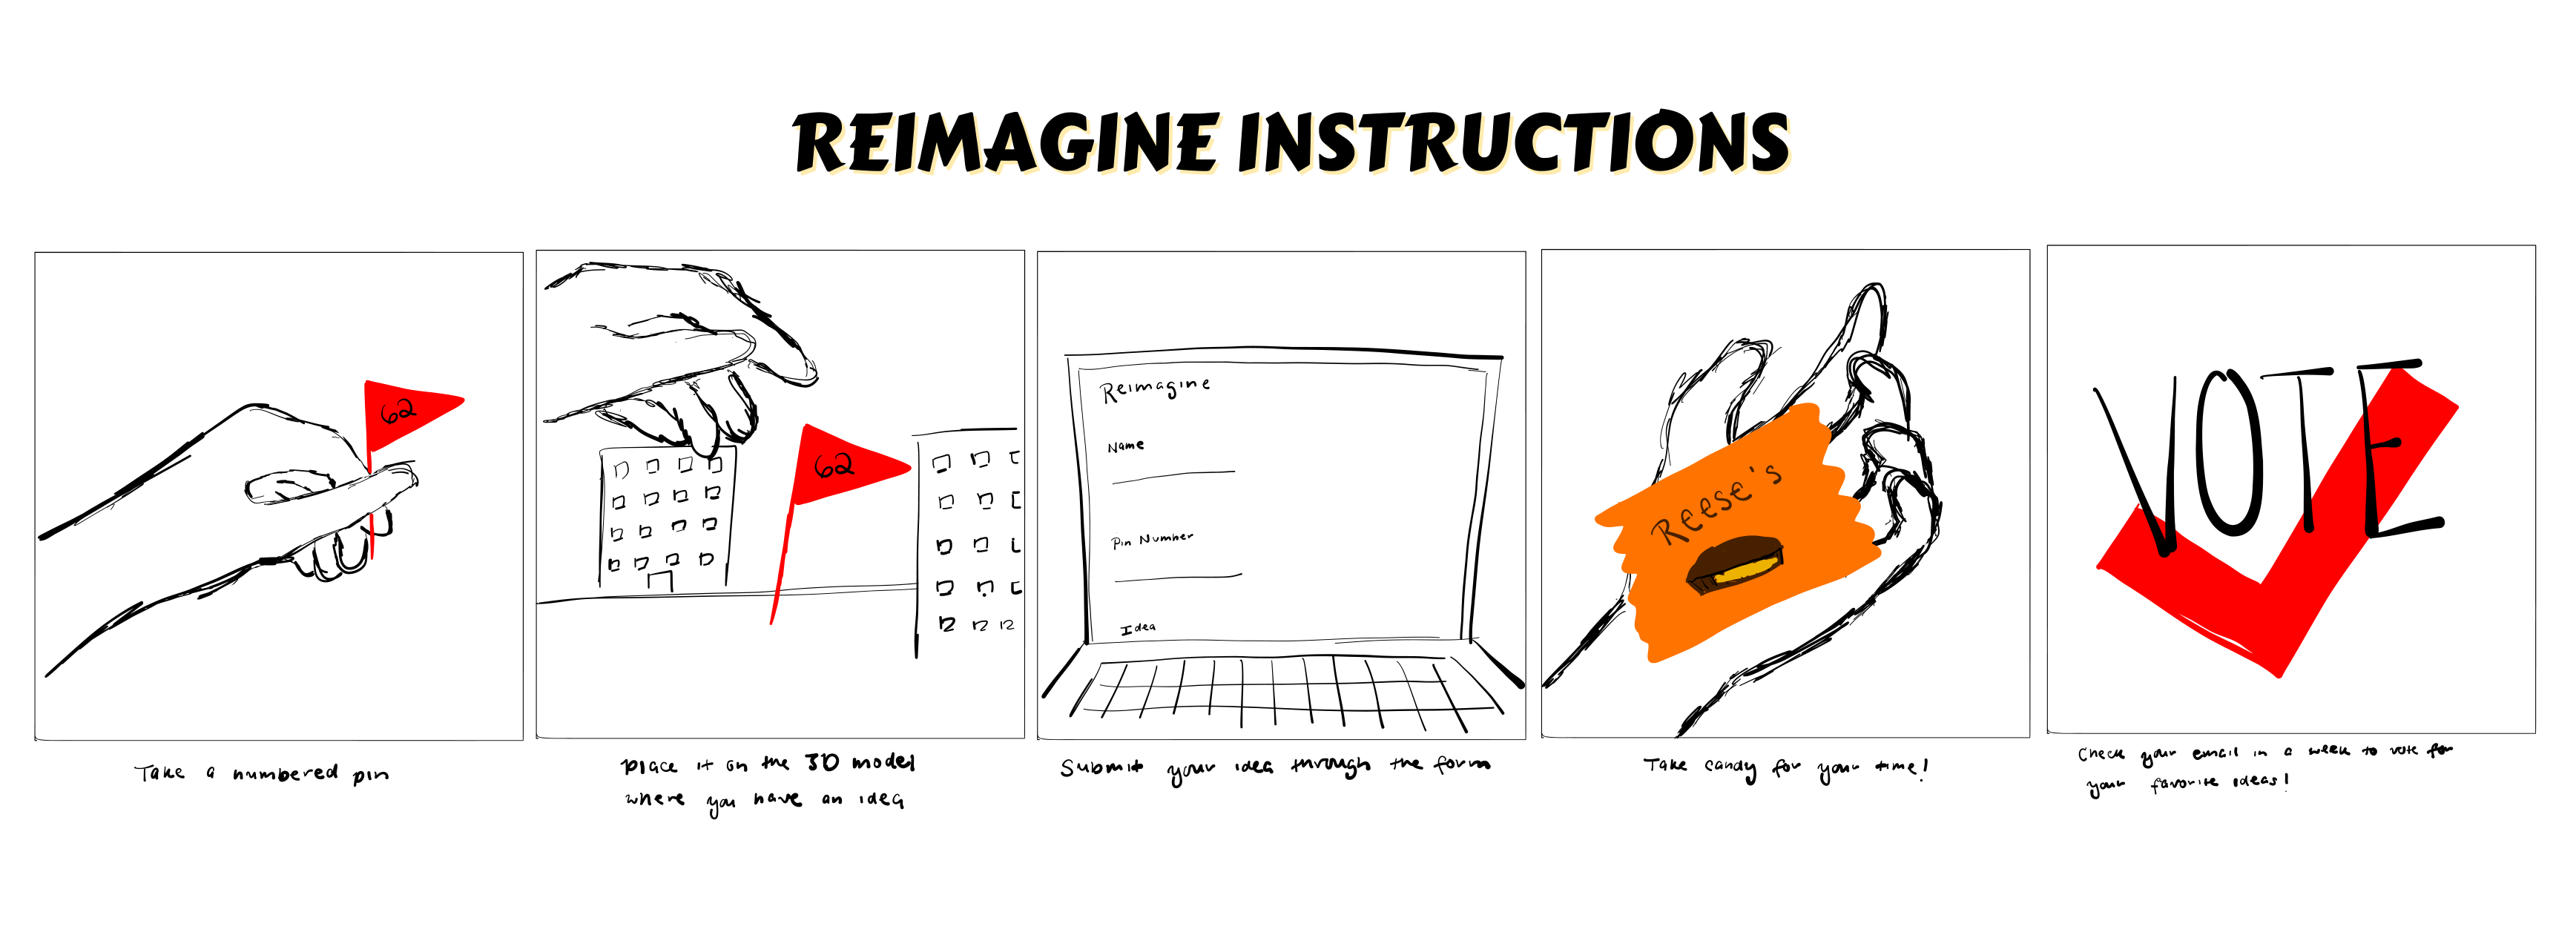 REIMAGINE INSTRUCTIONS
62
Take a numbered pin
62
place it on the 3D model
where you have an idea
Reimagine
Name
Pin Number
Idea
Submit your idea through the form
REESE's
Take candy for your time!
VOTE
Check your email in a week to vote for
your favorite ideas!